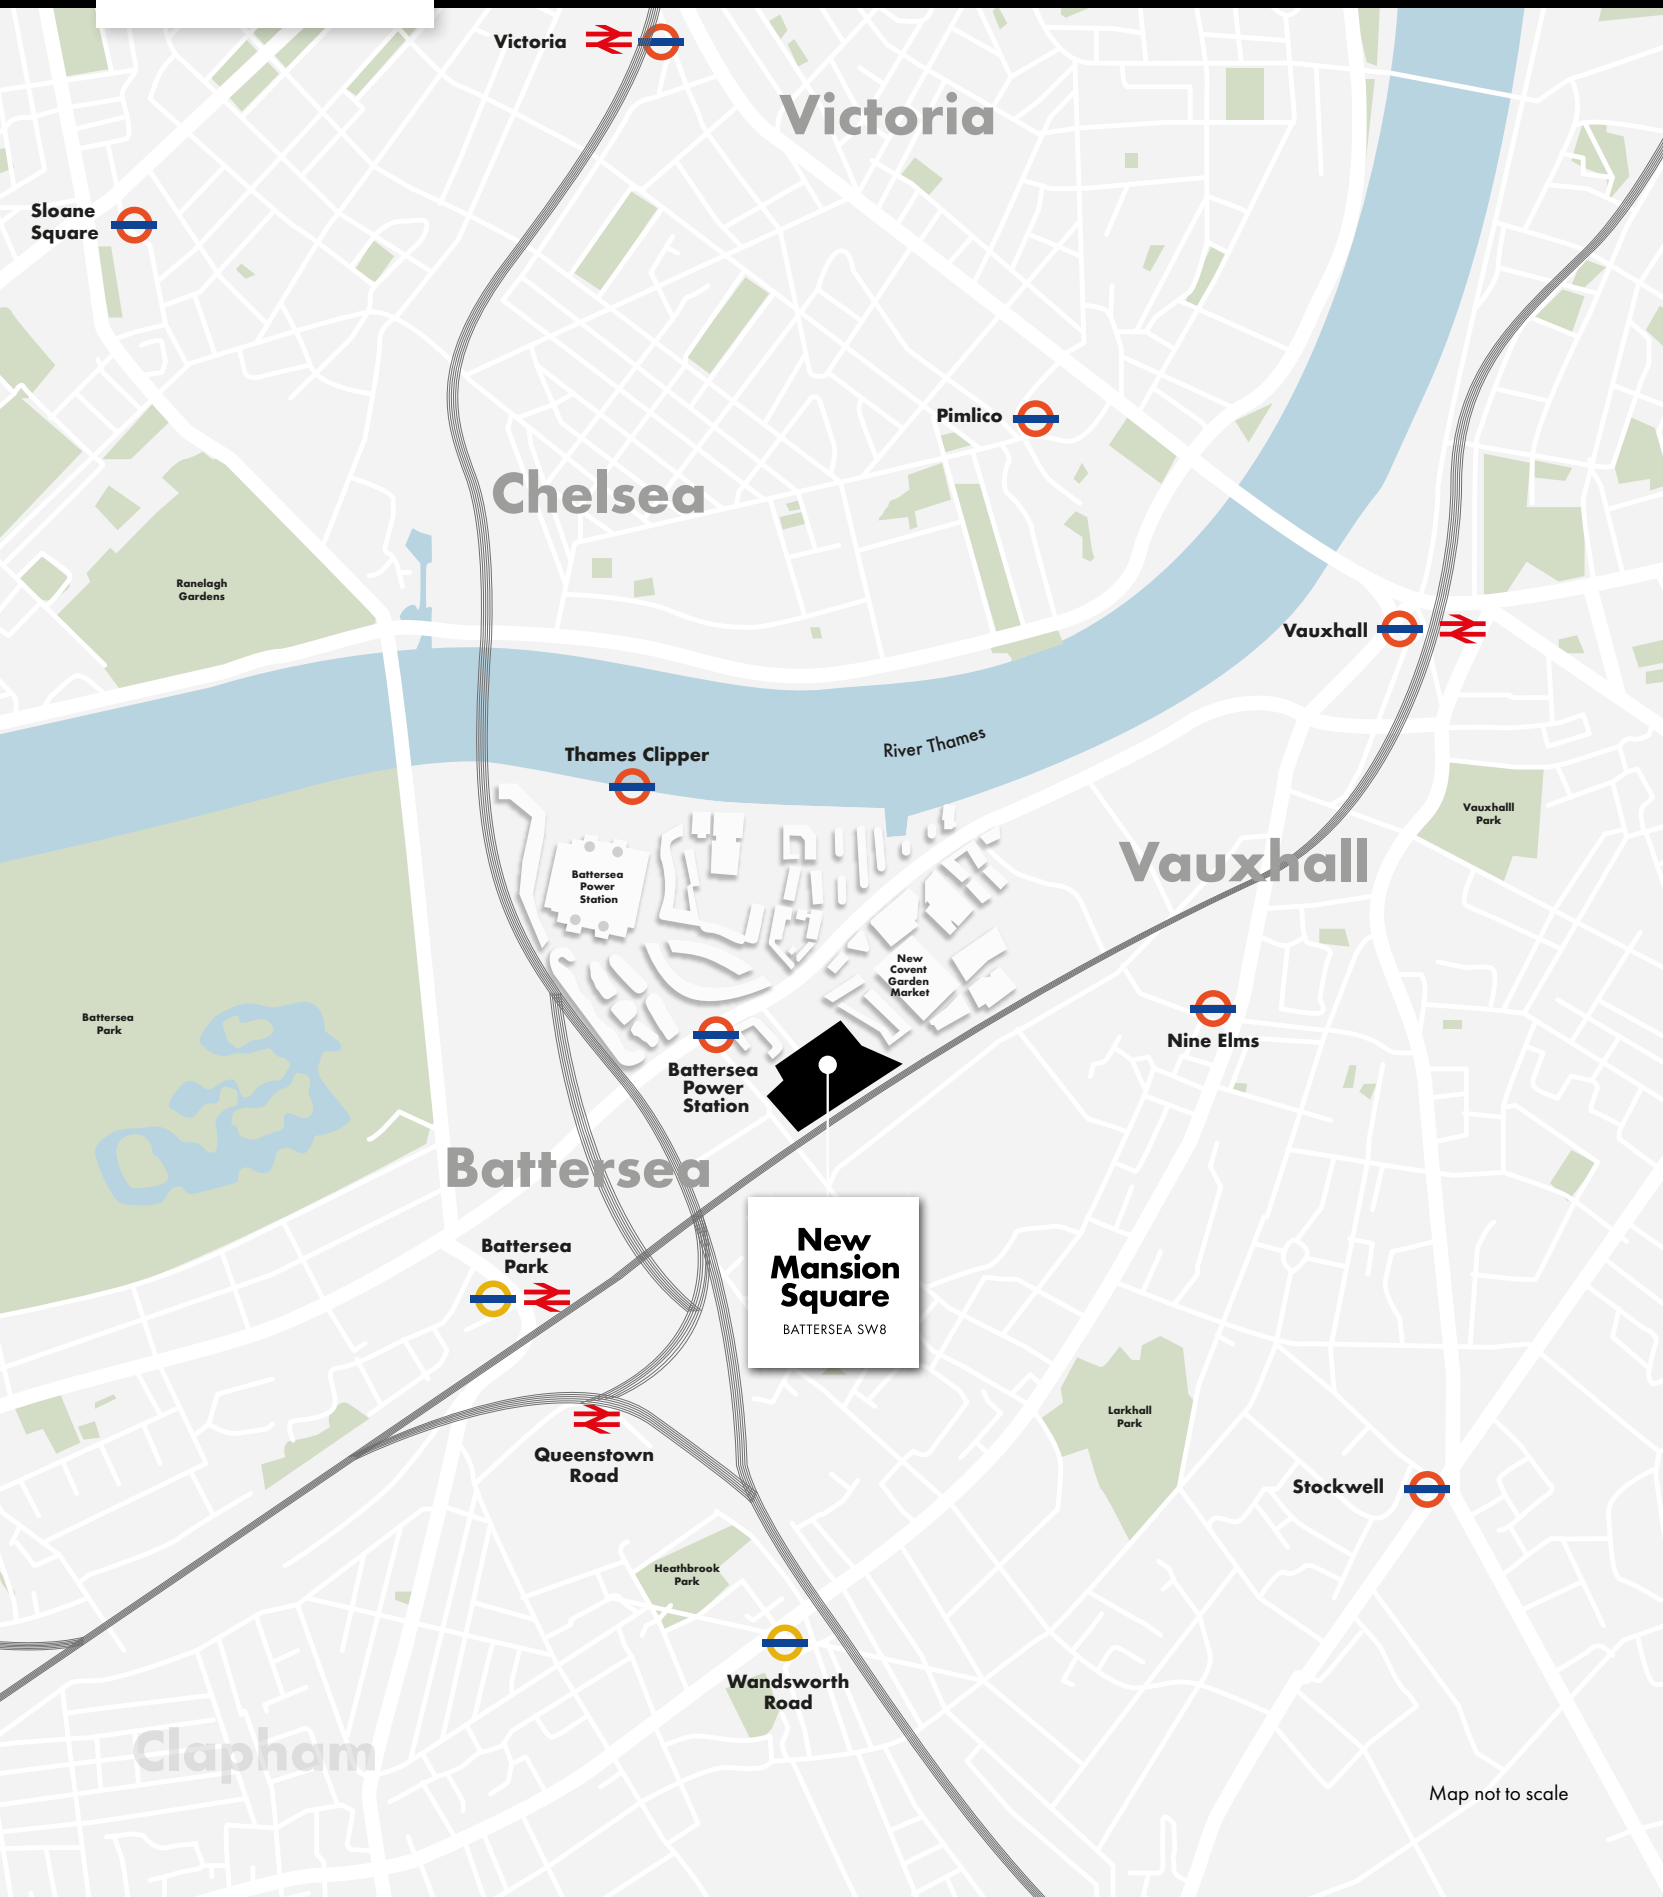 Victoria
Victoria
Sloane
Square
Pimlico
Chelsea
Ranelagh
Gardens
Vauxhall
River Thames
Thames Clipper
Vauxhalll
Park
Vauxhall
Battersea
Power
Station
New
Covent
Garden
Market
Battersea
Park
Nine Elms
Battersea
Power
Station
Battersea
New
Mansion
Square
BATTERSEA SW8
Battersea
Park
Larkhall
Park
Queenstown
Road
Stockwell
Heathbrook
Park
Wandsworth
Road
Clapham
Map not to scale